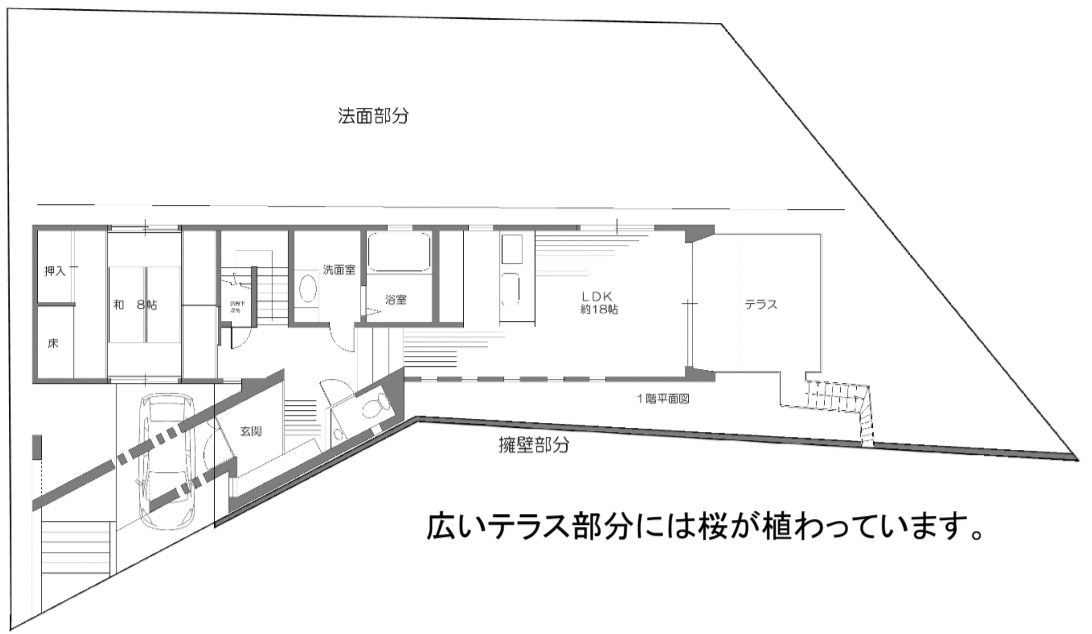 法面部分
押入
和 8帖
床
洗面室
浴室
LDK
約18帖
テラス
1階平面図
玄関
擁壁部分
広いテラス部分には桜が植わっています。